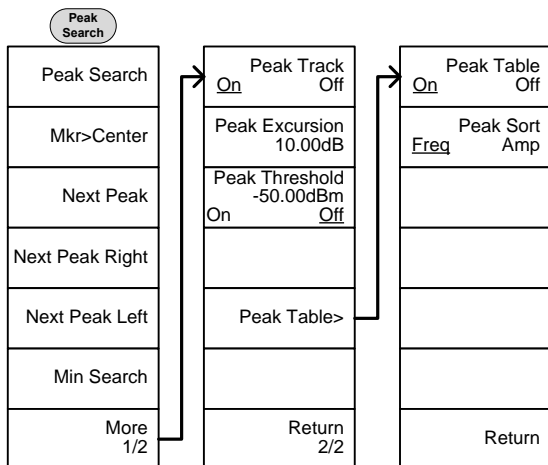 Peak
Search
Peak Search
Mkr>Center
Next Peak
Next Peak Right
Next Peak Left
Min Search
More
1/2
Peak Track
On Off
Peak Excursion
10.00dB
Peak Threshold
-50.00dBm
On Off
Peak Table>
Return
2/2
Peak Table
On Off
Peak Sort
Freq Amp
Return